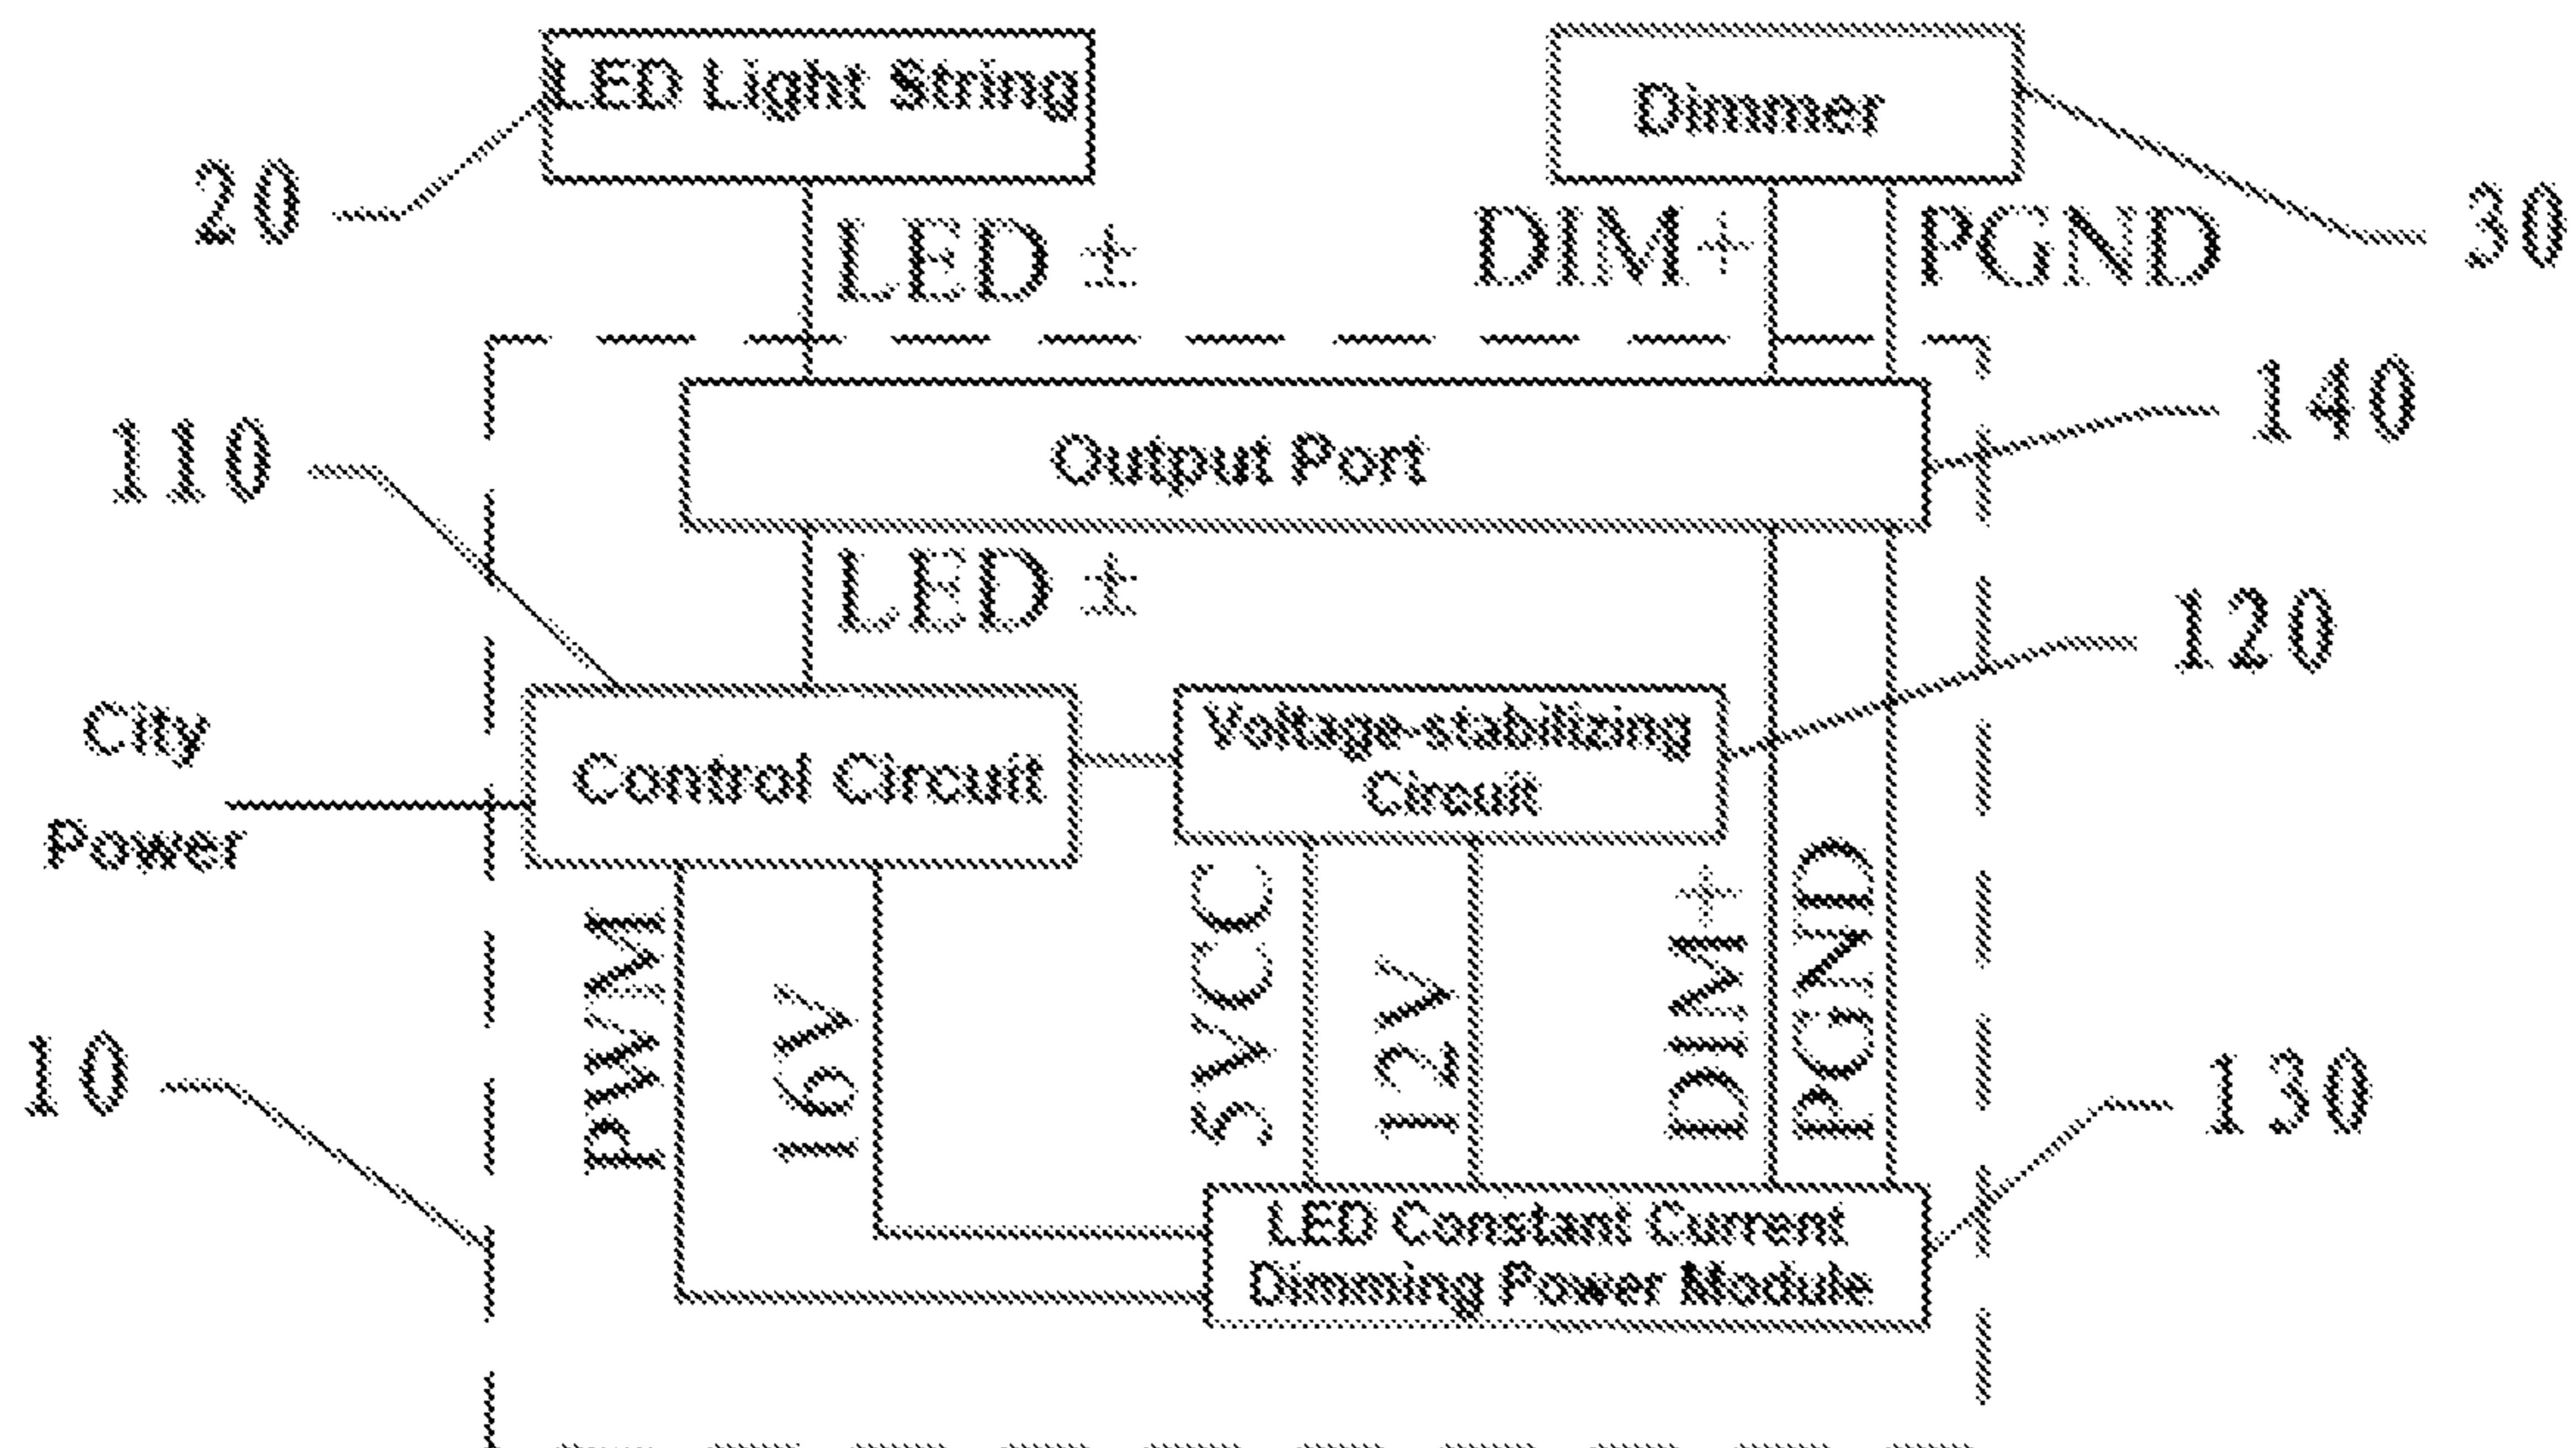 LED Light String
Dimmer
20
LED ±
DIM+
PGND
30
140
110
Output Port
LED ±
120
City
Power
Control Circuit
Voltage-stabilizing
Circuit
PWM
16V
5VCC
12V
DIM+
PGND
10
130
LED Constant Current
Dimming Power Module